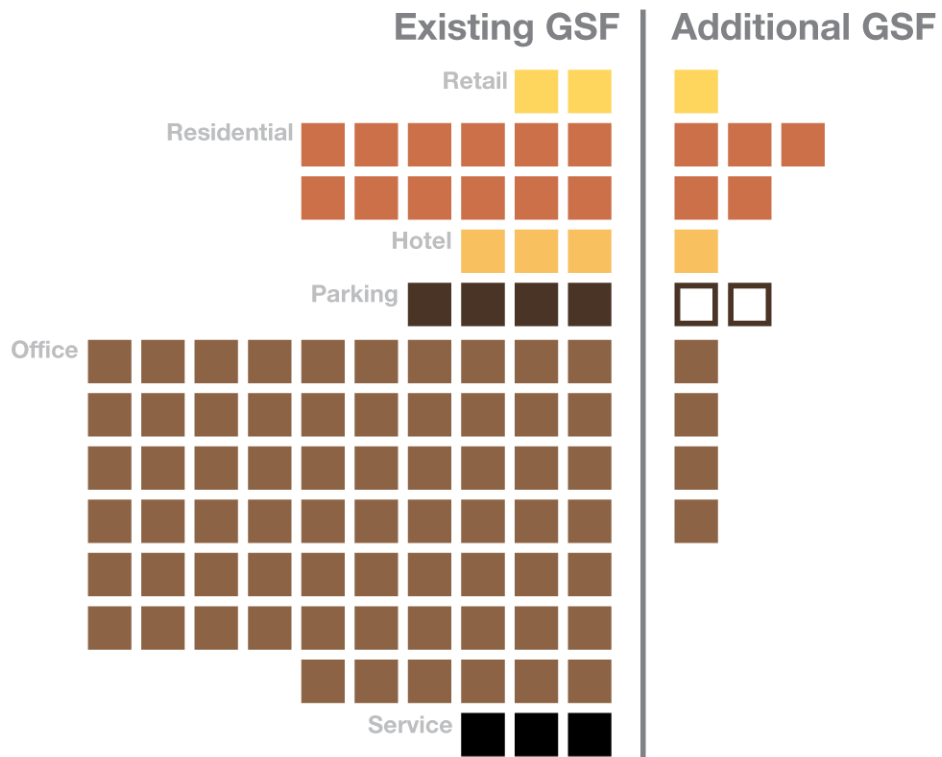 Existing GSF
Additional GSF
Retail
Residential
Hotel
Parking
Office
Service